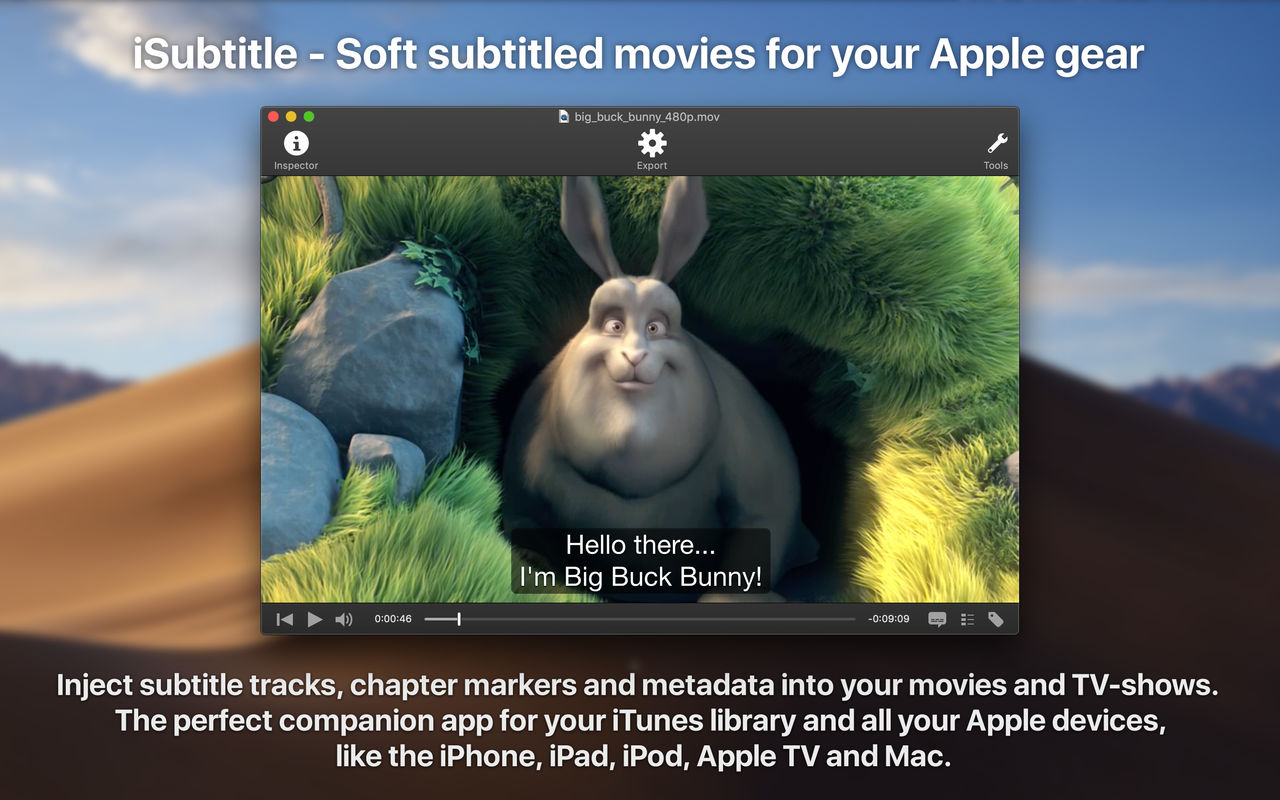 iSubtitle - Soft subtitled movies for your Apple gear
big_buck_bunny_480p.mov
Inspector
Export
Tools
Hello there...
I'm Big Buck Bunny!
0:00:46
-0:09:09
Inject subtitle tracks, chapter markers and metadata into your movies and TV-shows.
The perfect companion app for your iTunes library and all your Apple devices,
like the iPhone, iPad, iPod, Apple TV and Mac.